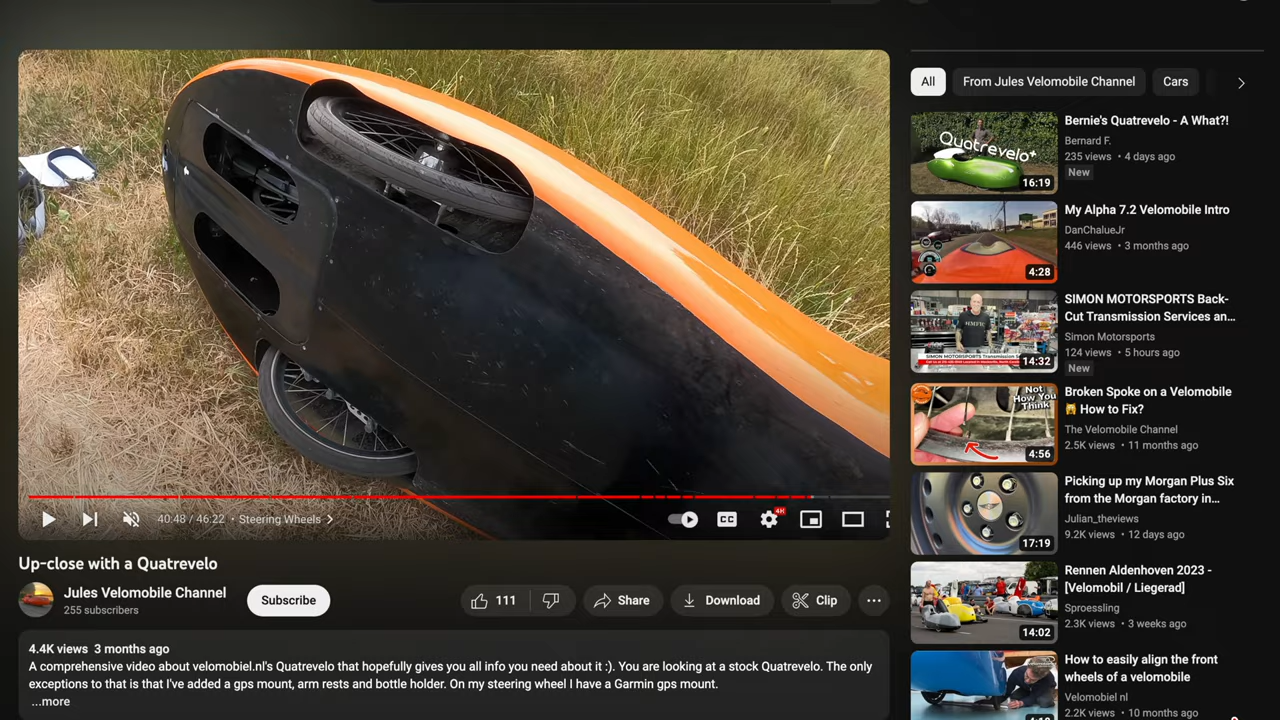 All
From Jules Velomobile Channel
Cars
Quatrevelo+
16:19
Bernie's Quatrevelo - A What?!
Bernard F.
235 views • 4 days ago
New
4:28
My Alpha 7.2 Velomobile Intro
DanChalueJr
446 views • 3 months ago
SIMON MOTORSPORTS Transmission
14:32
SIMON MOTORSPORTS Back-
Cut Transmission Services an...
Simon Motorsports
124 views • 5 hours ago
New
Not
How You
Think
4:56
Broken Spoke on a Velomobile
How to Fix?
The Velomobile Channel
2.5K views • 11 months ago
17:19
Picking up my Morgan Plus Six
from the Morgan factory in...
Julian_theviews
9.2K views • 12 days ago
14:02
Rennen Aldenhoven 2023 -
[Velomobil / Liegerad]
Sproessling
2.3K views • 3 weeks ago
How to easily align the front
wheels of a velomobile
Velomobiel nl
2.2K views • 10 months ago
40:48 / 46:22 • Steering Wheels
CC
4K
Up-close with a Quatrevelo
Jules Velomobile Channel
255 subscribers
Subscribe
111
Share
Download
Clip
4.4K views 3 months ago
A comprehensive video about velomobiel.nl's Quatrevelo that hopefully gives you all info you need about it :). You are looking at a stock Quatrevelo. The only
exceptions to that is that I've added a gps mount, arm rests and bottle holder. On my steering wheel I have a Garmin gps mount.
...more